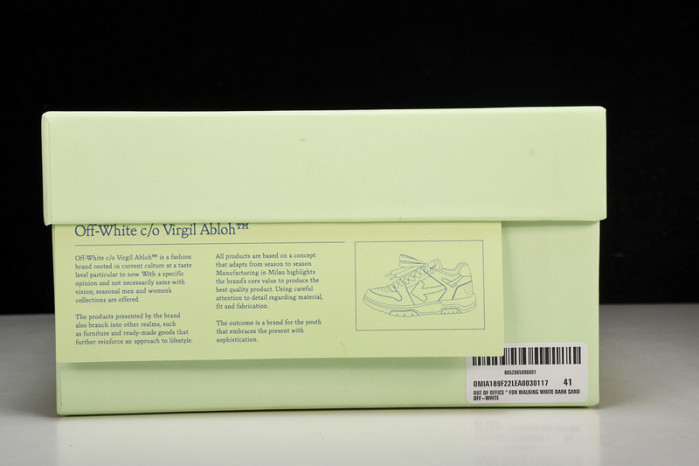 Off-White c/o Virgil Abloh™
Off-White c/o Virgil Abloh™ is a fashion
brand rooted in current culture at a taste
level particular to now. With a specific
opinion and not necessarily same with
vision, seasonal men and women's
collections are offered.
The products presented by the brand
also branch into other realms, such
as furniture and ready-made goods that
further reinforce an approach to lifestyle.
All products are based on a concept
that adapts from season to season
Manufacturing in Milan highlights
the brand's core value to produce the
best quality product. Using careful
attention to detail regarding material,
fit and fabrication.
The outcome is a brand for the youth
that embraces the present with
sophistication.
OMIA189F22LEA0030117 41
OUT OF OFFICE " FOR WALKING WHITE DARK SAND
OFF-WHITE